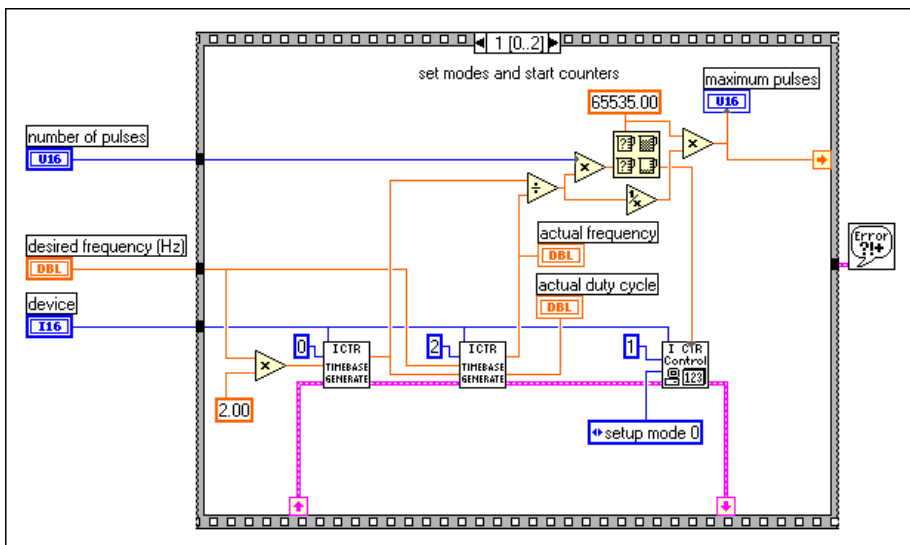 1 [0..2]
set modes and start counters
maximum pulses
U16
65535.00
number of pulses
U16
?
?
×
×
÷
1/x
actual frequency
DBL
desired frequency (Hz)
DBL
Error
?!+
actual duty cycle
DBL
device
I16
0
ICTR
TIMEBASE
GENERATE
2
ICTR
TIMEBASE
GENERATE
1
I CTR
Control
123
×
2.00
setup mode 0